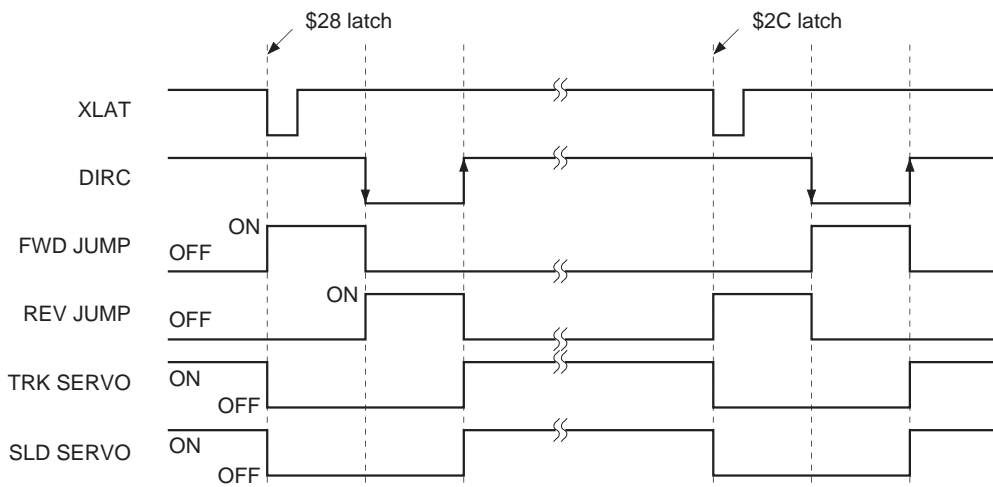 $28 latch
$2C latch
XLAT
DIRC
ON
FWD JUMP
OFF
ON
REV JUMP
OFF
TRK SERVO
ON
OFF
SLD SERVO
ON
OFF